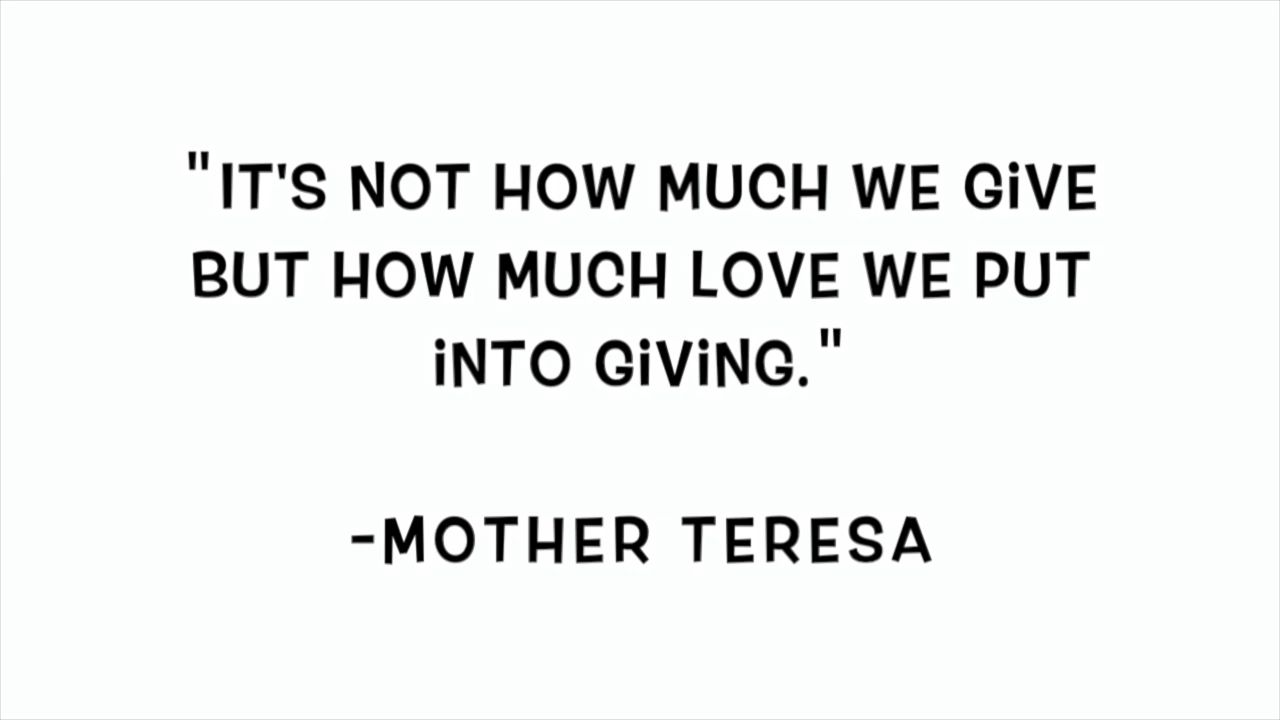 "IT'S NOT HOW MUCH WE GiVE
BUT HOW MUCH LOVE WE PUT
iNTO GiViNG."
-MOTHER TERESA